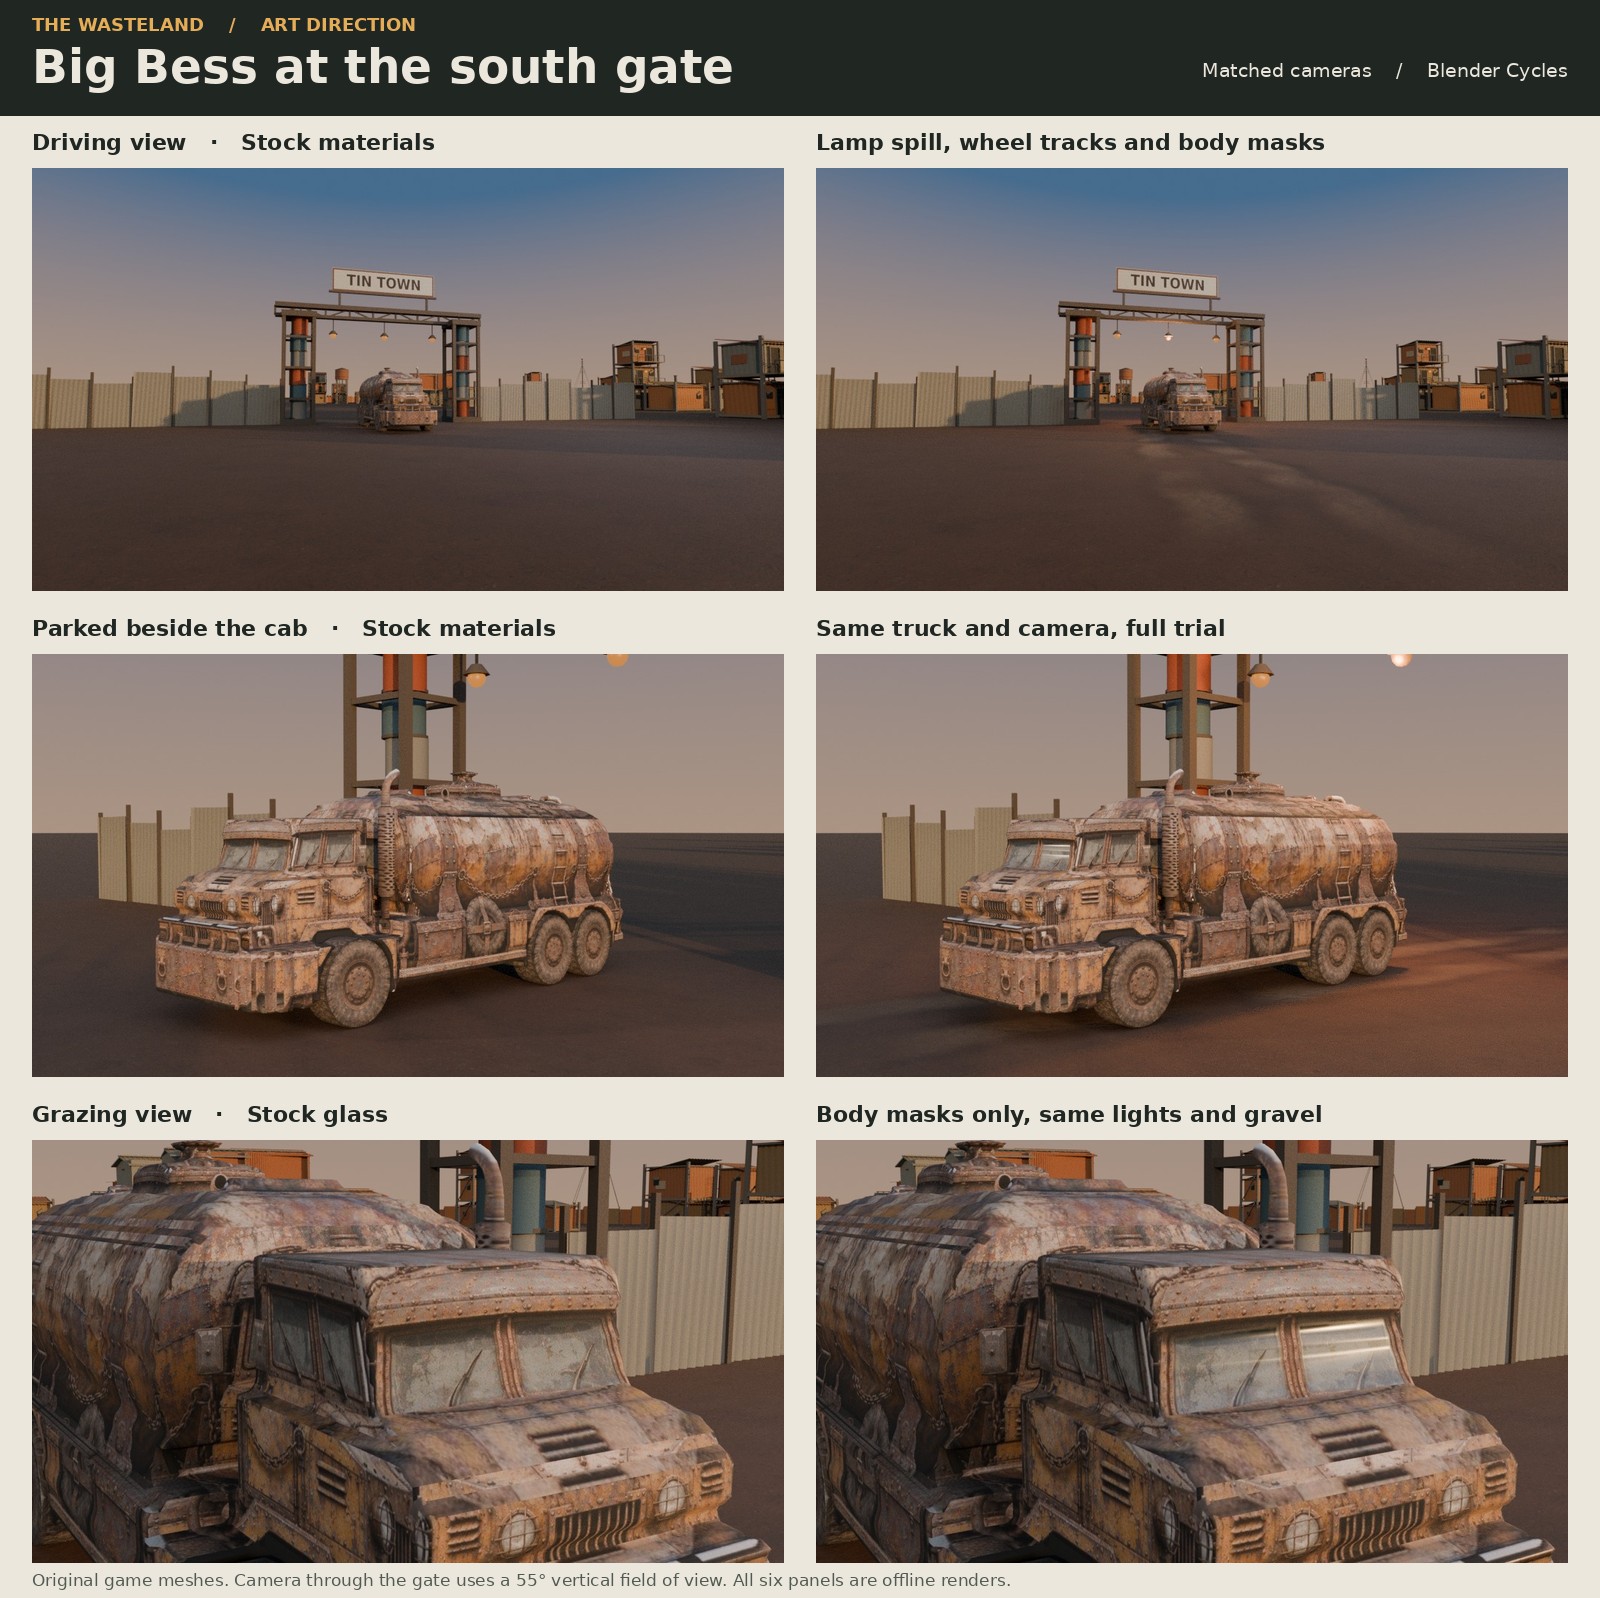 THE WASTELAND / ART DIRECTION
Big Bess at the south gate
Matched cameras / Blender Cycles
Driving view · Stock materials
Lamp spill, wheel tracks and body masks
TIN TOWN
TIN TOWN
Parked beside the cab · Stock materials
Same truck and camera, full trial
Grazing view · Stock glass
Body masks only, same lights and gravel
Original game meshes. Camera through the gate uses a 55° vertical field of view. All six panels are offline renders.